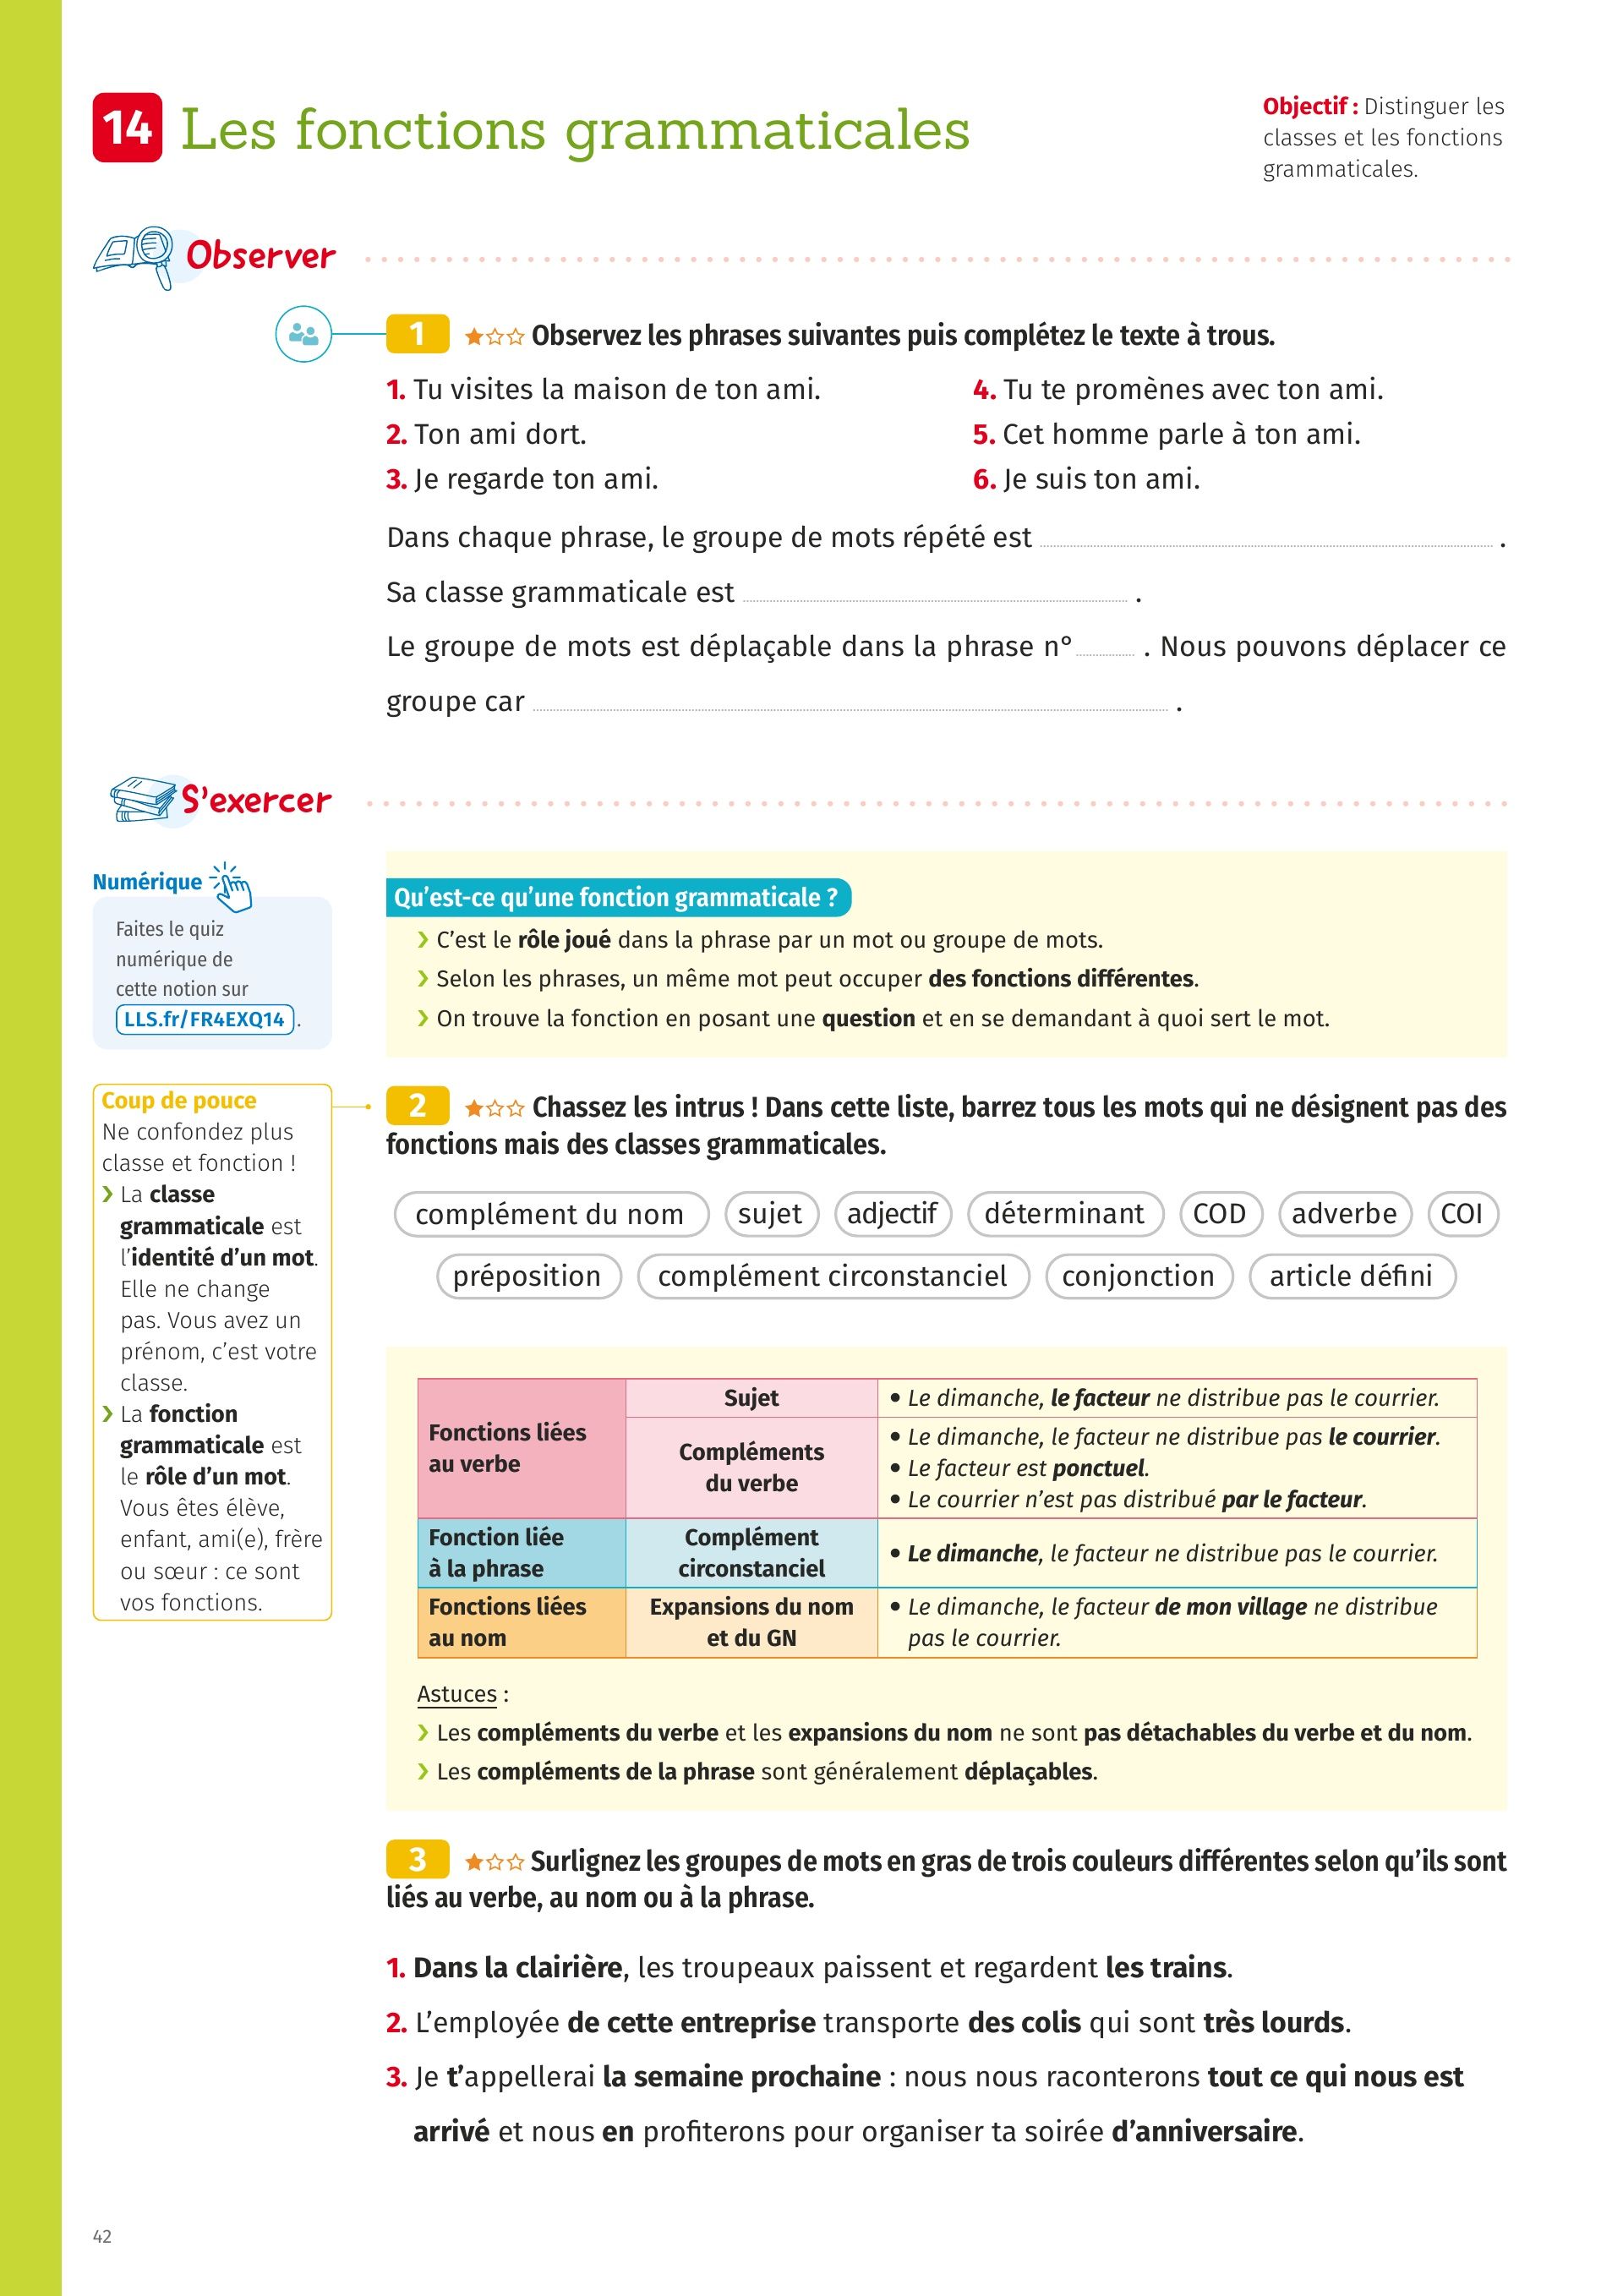 14 Les fonctions grammaticales
Objectif : Distinguer les
classes et les fonctions
grammaticales.
Observer
1 Observez les phrases suivantes puis complétez le texte à trous.
1. Tu visites la maison de ton ami.
2. Ton ami dort.
3. Je regarde ton ami.
4. Tu te promènes avec ton ami.
5. Cet homme parle à ton ami.
6. Je suis ton ami.
Dans chaque phrase, le groupe de mots répété est .
Sa classe grammaticale est .
Le groupe de mots est déplaçable dans la phrase n° . Nous pouvons déplacer ce
groupe car .
S'exercer
Numérique
Faites le quiz
numérique de
cette notion sur
LLS.fr/FR4EXQ14 .
Qu'est-ce qu'une fonction grammaticale ?
❯ C'est le rôle joué dans la phrase par un mot ou groupe de mots.
❯ Selon les phrases, un même mot peut occuper des fonctions différentes.
❯ On trouve la fonction en posant une question et en se demandant à quoi sert le mot.
Coup de pouce
Ne confondez plus
classe et fonction !
❯ La classe
grammaticale est
l'identité d'un mot.
Elle ne change
pas. Vous avez un
prénom, c'est votre
classe.
❯ La fonction
grammaticale est
le rôle d'un mot.
Vous êtes élève,
enfant, ami(e), frère
ou sœur : ce sont
vos fonctions.
2 Chassez les intrus ! Dans cette liste, barrez tous les mots qui ne désignent pas des
fonctions mais des classes grammaticales.
complément du nom sujet adjectif déterminant COD adverbe COI
préposition complément circonstanciel conjonction article défini
Fonctions liées
au verbe
Sujet
• Le dimanche, le facteur ne distribue pas le courrier.
Compléments
du verbe
• Le dimanche, le facteur ne distribue pas le courrier.
• Le facteur est ponctuel.
• Le courrier n'est pas distribué par le facteur.
Fonction liée
à la phrase
Complément
circonstanciel
• Le dimanche, le facteur ne distribue pas le courrier.
Fonctions liées
au nom
Expansions du nom
et du GN
• Le dimanche, le facteur de mon village ne distribue
pas le courrier.
Astuces :
❯ Les compléments du verbe et les expansions du nom ne sont pas détachables du verbe et du nom.
❯ Les compléments de la phrase sont généralement déplaçables.
3 Surlignez les groupes de mots en gras de trois couleurs différentes selon qu'ils sont
liés au verbe, au nom ou à la phrase.
1. Dans la clairière, les troupeaux paissent et regardent les trains.
2. L'employée de cette entreprise transporte des colis qui sont très lourds.
3. Je t'appellerai la semaine prochaine : nous nous raconterons tout ce qui nous est
arrivé et nous en profiterons pour organiser ta soirée d'anniversaire.
42